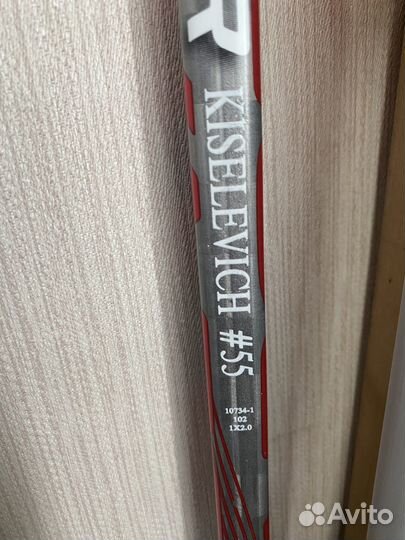 R
KISELEVICH #55
10734-1
102
1X2.0
Avito